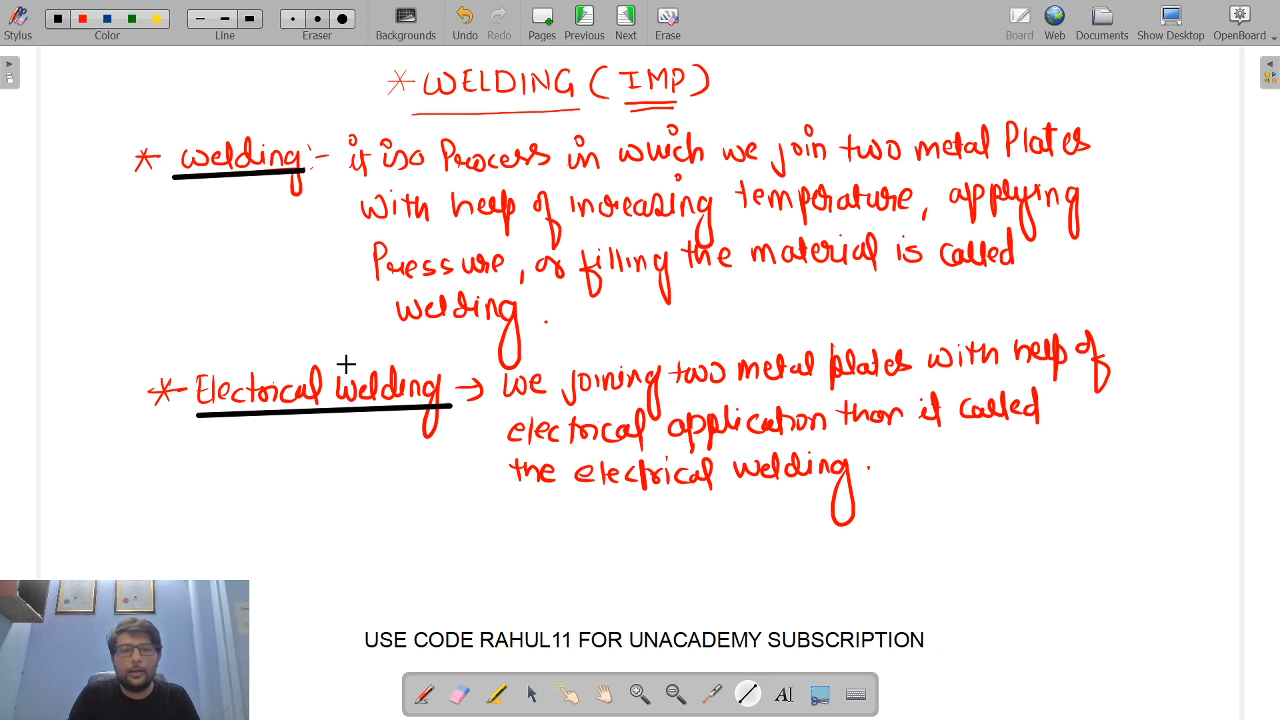 Stylus
Color
Line
Eraser
Backgrounds
Undo
Redo
Pages
Previous
Next
Erase
Board
Web
Documents
Show Desktop
OpenBoard
* WELDING (IMP)
* welding :- it is a Process in which we join two metal Plates
with help of increasing temperature, applying
Pressure, or filling the material is called
welding.
* Electrical welding → we joining two metal plates with help of
electrical application than it called
the electrical welding.
USE CODE RAHUL11 FOR UNACADEMY SUBSCRIPTION
AI